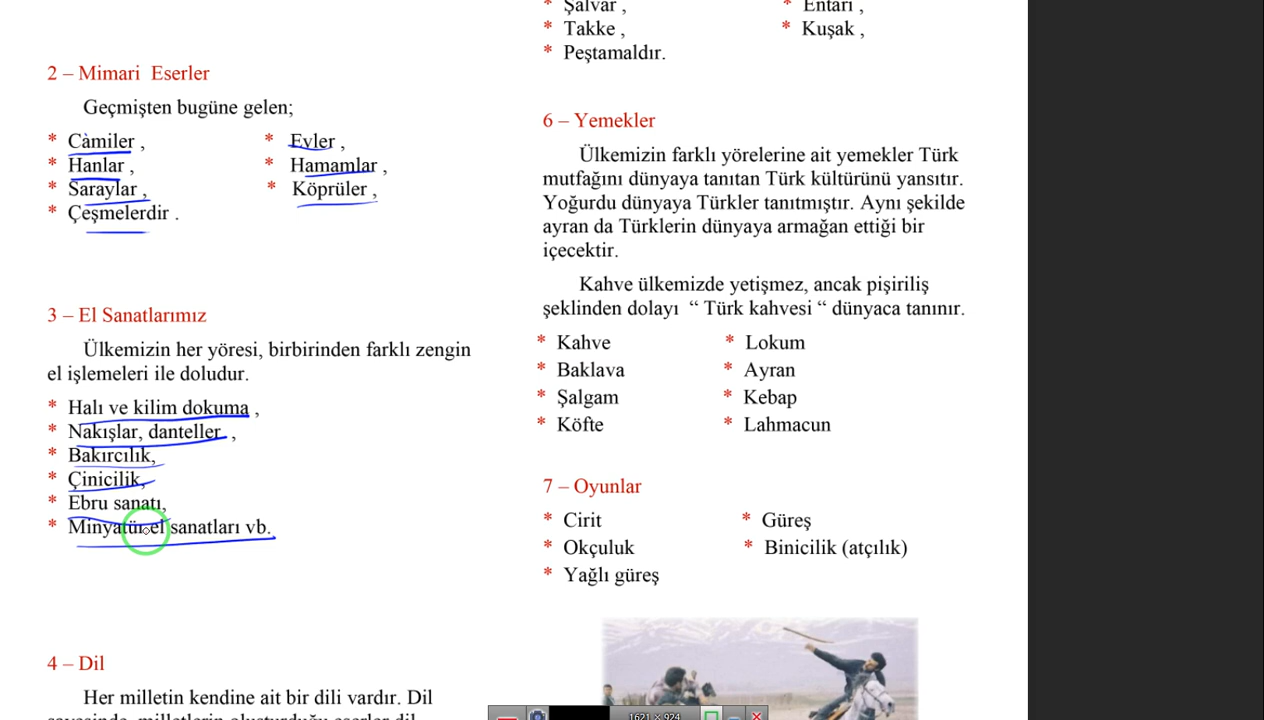 2 – Mimari Eserler
Geçmişten bugüne gelen;
* Camiler ,
* Evler ,
* Hanlar ,
* Hamamlar ,
* Saraylar ,
* Köprüler ,
* Çeşmelerdir .
3 – El Sanatlarımız
Ülkemizin her yöresi, birbirinden farklı zengin
el işlemeleri ile doludur.
* Halı ve kilim dokuma ,
* Nakışlar, danteller ,
* Bakırcılık,
* Çinicilik,
* Ebru sanatı,
* Minyatür el sanatları vb.
4 – Dil
Her milletin kendine ait bir dili vardır. Dil
* Şalvar ,
* Entari ,
* Takke ,
* Kuşak ,
* Peştamaldır.
6 – Yemekler
Ülkemizin farklı yörelerine ait yemekler Türk
mutfağını dünyaya tanıtan Türk kültürünü yansıtır.
Yoğurdu dünyaya Türkler tanıtmıştır. Aynı şekilde
ayran da Türklerin dünyaya armağan ettiği bir
içecektir.
Kahve ülkemizde yetişmez, ancak pişiriliş
şeklinden dolayı “ Türk kahvesi “ dünyaca tanınır.
* Kahve
* Lokum
* Baklava
* Ayran
* Şalgam
* Kebap
* Köfte
* Lahmacun
7 – Oyunlar
* Cirit
* Güreş
* Okçuluk
* Binicilik (atçılık)
* Yağlı güreş
1621 × 924